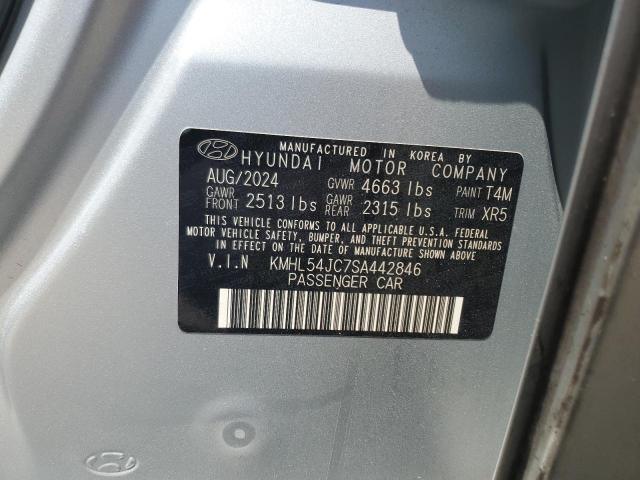 MANUFACTURED IN KOREA BY
HYUNDAI MOTOR COMPANY
AUG/2024 GVWR 4663 lbs PAINT T4M
GAWR FRONT 2513 lbs GAWR REAR 2315 lbs TRIM XR5
THIS VEHICLE CONFORMS TO ALL APPLICABLE U.S.A. FEDERAL
MOTOR VEHICLE SAFETY, BUMPER, AND THEFT PREVENTION STANDARDS
IN EFFECT ON THE DATE OF MANUFACTURE SHOWN ABOVE.
V.I.N KMHL54JC7SA442846
PASSENGER CAR